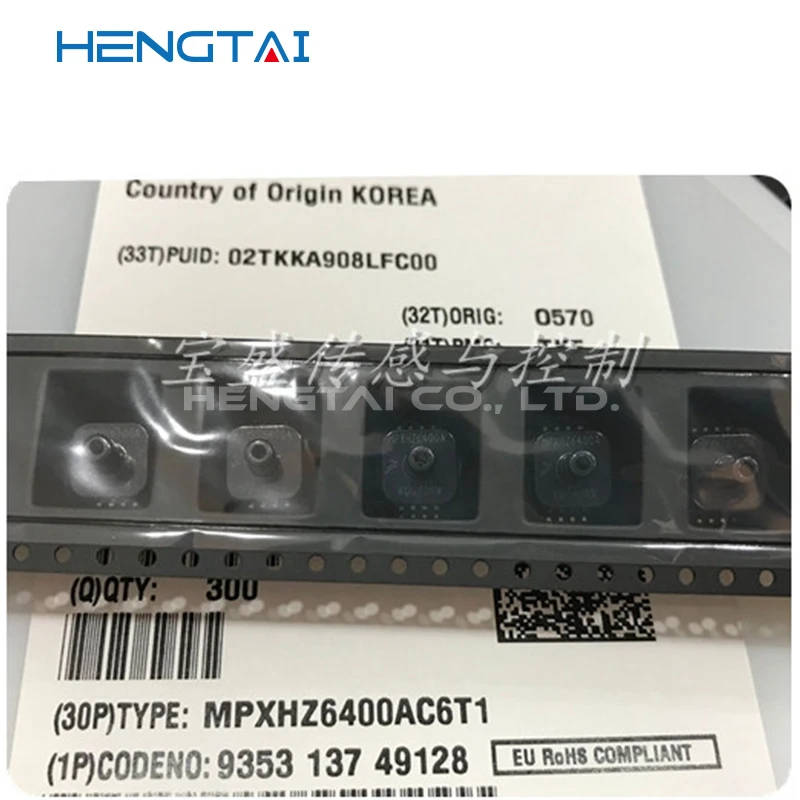 HENGTAI
Country of Origin KOREA
(33T)PUID: 02TKKA908LFC00
(32T)ORIG: 0570
宝盛传感与控制
HENGTAI CO., LTD.
(Q)QTY: 300
(30P)TYPE: MPXHZ6400AC6T1
(1P)CODENO: 9353 137 49128
EU RoHS COMPLIANT